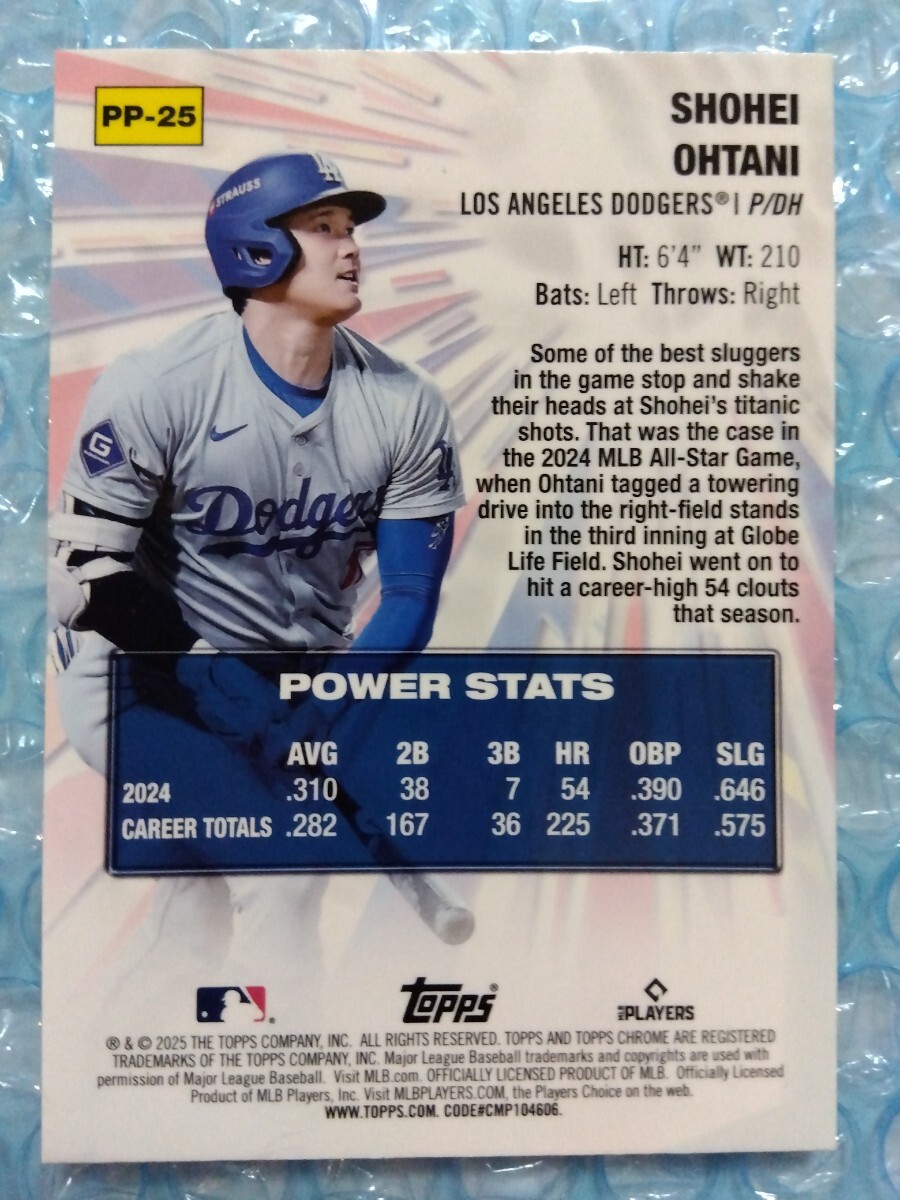 PP-25
SHOHEI
OHTANI
LOS ANGELES DODGERS® | P/DH
HT: 6'4" WT: 210
Bats: Left Throws: Right
STRAUSS
LA
G
LA
Dodgers
Some of the best sluggers
in the game stop and shake
their heads at Shohei's titanic
shots. That was the case in
the 2024 MLB All-Star Game,
when Ohtani tagged a towering
drive into the right-field stands
in the third inning at Globe
Life Field. Shohei went on to
hit a career-high 54 clouts
that season.
POWER STATS
AVG 2B 3B HR OBP SLG
2024 .310 38 7 54 .390 .646
CAREER TOTALS .282 167 36 225 .371 .575
topps®
MLB PLAYERS
® & © 2025 THE TOPPS COMPANY, INC. ALL RIGHTS RESERVED. TOPPS AND TOPPS CHROME ARE REGISTERED
TRADEMARKS OF THE TOPPS COMPANY, INC. Major League Baseball trademarks and copyrights are used with
permission of Major League Baseball. Visit MLB.com. OFFICIALLY LICENSED PRODUCT OF MLB. Officially Licensed
Product of MLB Players, Inc. Visit MLBPLAYERS.COM, the Players Choice on the web.
WWW.TOPPS.COM. CODE#CMP104606.